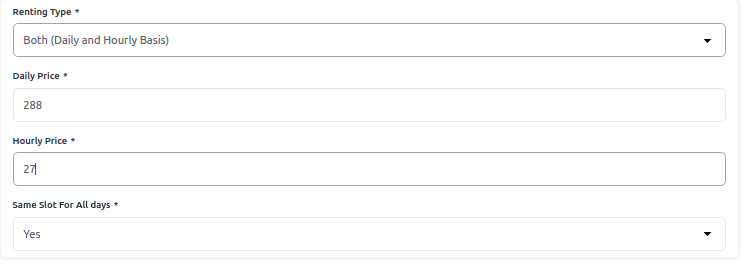 Renting Type *
Both (Daily and Hourly Basis)
Daily Price *
288
Hourly Price *
27
Same Slot For All days *
Yes